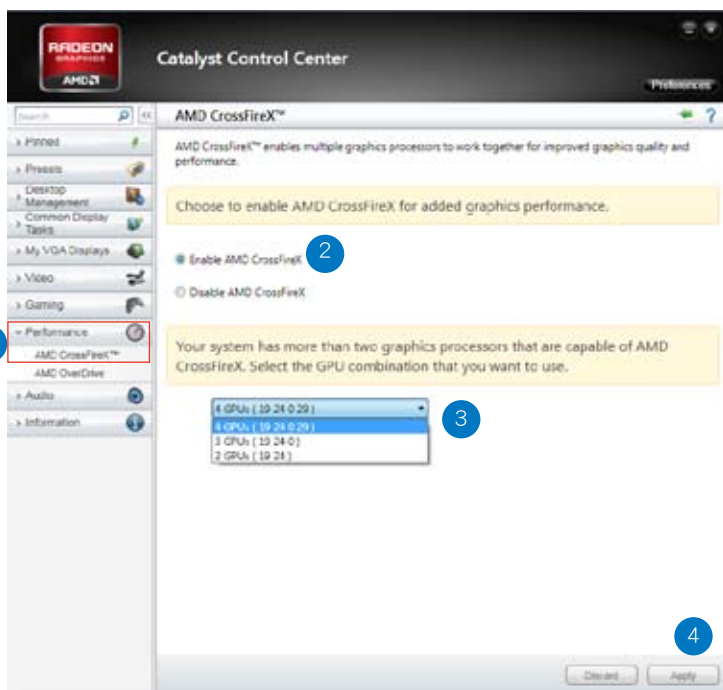 RADEON
GRAPHICS
AMD
Catalyst Control Center
Preferences
Search
Pinned
Presets
Desktop
Management
Common Display
Tasks
My VGA Displays
Video
Gaming
Performance
AMD CrossFireX™
AMD OverDrive
Audio
Information
AMD CrossFireX™
?
AMD CrossFireX™ enables multiple graphics processors to work together for improved graphics quality and
performance.
Choose to enable AMD CrossFireX for added graphics performance.
Enable AMD CrossFireX
2
Disable AMD CrossFireX
Your system has more than two graphics processors that are capable of AMD
CrossFireX. Select the GPU combination that you want to use.
4 GPUs ( 19 24 0 29 )
3
4 GPUs ( 19 24 0 29 )
3 GPUs ( 19 24 0 )
2 GPUs ( 19 24 )
4
Discard
Apply